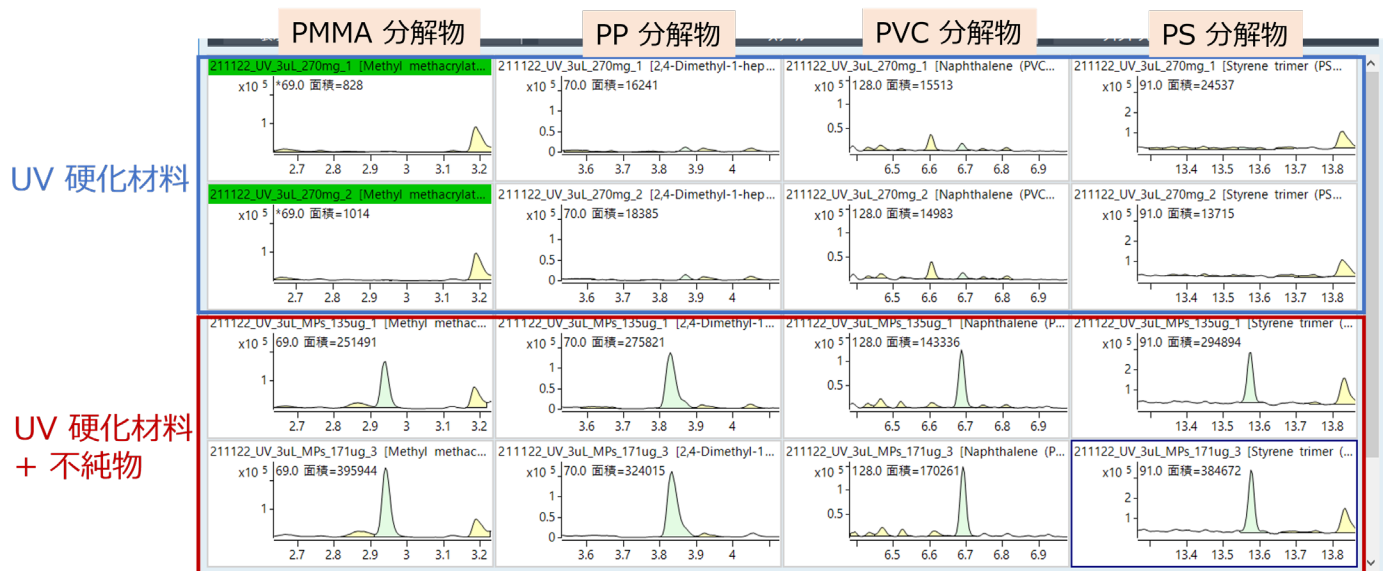 PMMA 分解物 PP 分解物 PVC 分解物 PS 分解物
UV 硬化材料
211122_UV_3uL_270mg_1 [Methyl methacrylat... 211122_UV_3uL_270mg_1 [2,4-Dimethyl-1-hep... 211122_UV_3uL_270mg_1 [Naphthalene (PVC... 211122_UV_3uL_270mg_1 [Styrene trimer (PS...
x10 5 *69.0 面積=828 x10 5 70.0 面積=16241 x10 5 128.0 面積=15513 x10 5 91.0 面積=24537
1 1 0.5 0 1 0.5 2 1
2.7 2.8 2.9 3 3.1 3.2 3.6 3.7 3.8 3.9 4 6.5 6.6 6.7 6.8 6.9 13.4 13.5 13.6 13.7 13.8
211122_UV_3uL_270mg_2 [Methyl methacrylat... 211122_UV_3uL_270mg_2 [2,4-Dimethyl-1-hep... 211122_UV_3uL_270mg_2 [Naphthalene (PVC... 211122_UV_3uL_270mg_2 [Styrene trimer (PS...
x10 5 *69.0 面積=1014 x10 5 70.0 面積=18385 x10 5 128.0 面積=14983 x10 5 91.0 面積=13715
1 1 0.5 0 1 0.5 2 1
2.7 2.8 2.9 3 3.1 3.2 3.6 3.7 3.8 3.9 4 6.5 6.6 6.7 6.8 6.9 13.4 13.5 13.6 13.7 13.8
UV 硬化材料
+ 不純物
211122_UV_3uL_MPs_135ug_1 [Methyl methac... 211122_UV_3uL_MPs_135ug_1 [2,4-Dimethyl-1... 211122_UV_3uL_MPs_135ug_1 [Naphthalene (P... 211122_UV_3uL_MPs_135ug_1 [Styrene trimer (...
x10 5 69.0 面積=251491 x10 5 70.0 面積=275821 x10 5 128.0 面積=143336 x10 5 91.0 面積=294894
1 1 0.5 0 1 0.5 2 1
2.7 2.8 2.9 3 3.1 3.2 3.6 3.7 3.8 3.9 4 6.5 6.6 6.7 6.8 6.9 13.4 13.5 13.6 13.7 13.8
211122_UV_3uL_MPs_171ug_3 [Methyl methac... 211122_UV_3uL_MPs_171ug_3 [2,4-Dimethyl-1... 211122_UV_3uL_MPs_171ug_3 [Naphthalene (P... 211122_UV_3uL_MPs_171ug_3 [Styrene trimer (...
x10 5 69.0 面積=395944 x10 5 70.0 面積=324015 x10 5 128.0 面積=170261 x10 5 91.0 面積=384672
1 1 0.5 0 1 0.5 2 1
2.7 2.8 2.9 3 3.1 3.2 3.6 3.7 3.8 3.9 4 6.5 6.6 6.7 6.8 6.9 13.4 13.5 13.6 13.7 13.8